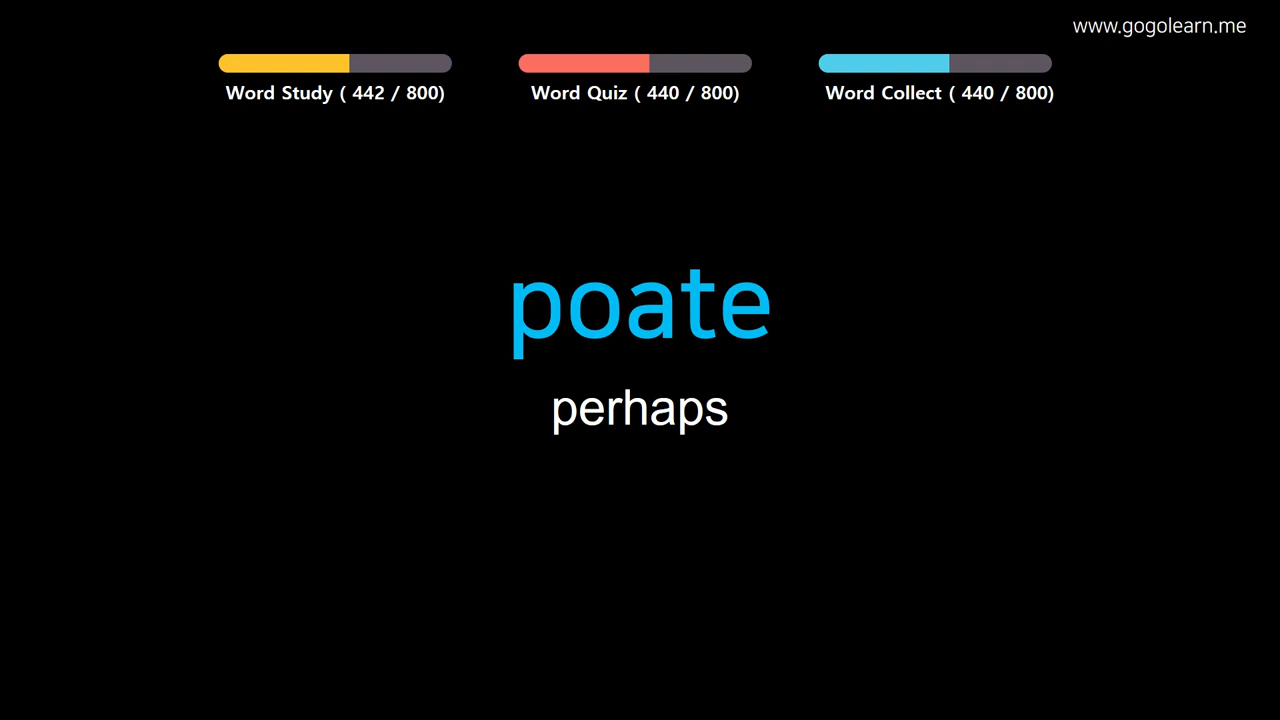 www.gogolearn.me
Word Study ( 442 / 800)
Word Quiz ( 440 / 800)
Word Collect ( 440 / 800)
poate
perhaps